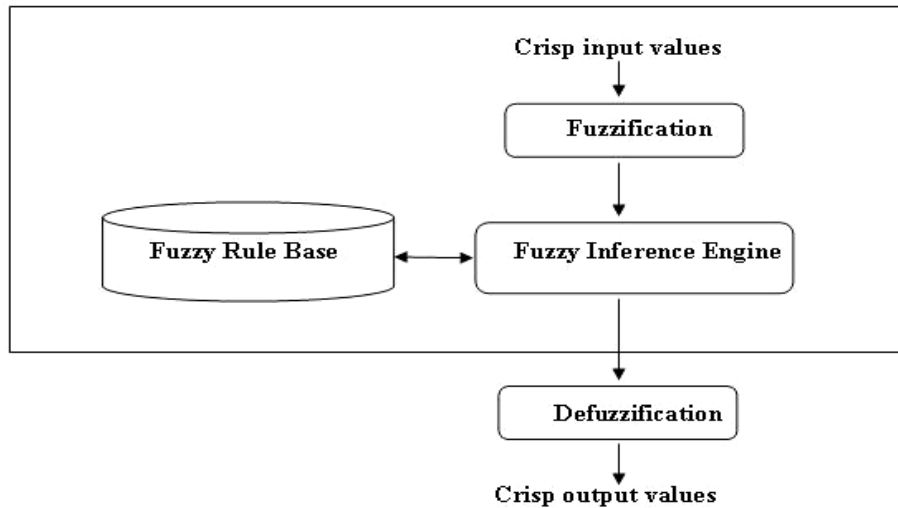 Crisp input values
Fuzzification
Fuzzy Rule Base
Fuzzy Inference Engine
Defuzzification
Crisp output values